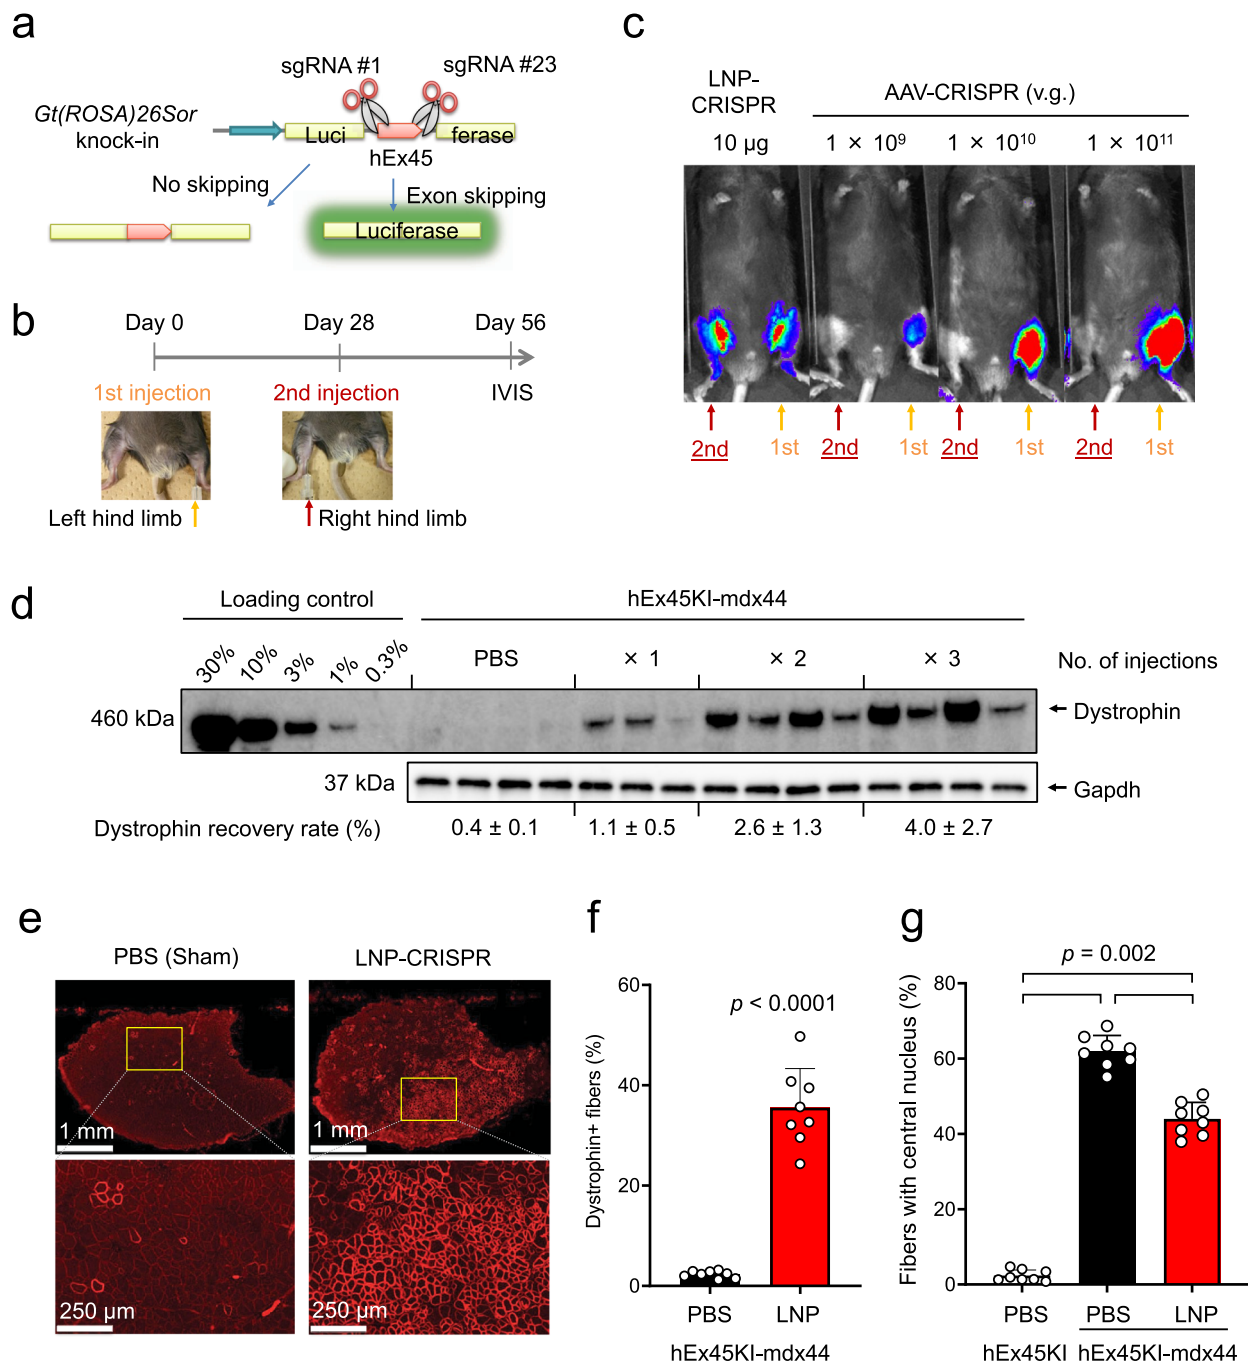 a
sgRNA #1
sgRNA #23
Gt(ROSA)26Sor
knock-in
Luci
ferase
hEx45
No skipping
Exon skipping
Luciferase
b
Day 0
Day 28
Day 56
1st injection
2nd injection
IVIS
Left hind limb
Right hind limb
c
LNP-
CRISPR
AAV-CRISPR (v.g.)
10 µg
1 × 10⁹
1 × 10¹⁰
1 × 10¹¹
2nd
1st
2nd
1st
2nd
1st
2nd
1st
d
Loading control
hEx45KI-mdx44
30%
10%
3%
1%
0.3%
PBS
× 1
× 2
× 3
No. of injections
460 kDa
Dystrophin
37 kDa
Gapdh
Dystrophin recovery rate (%)
0.4 ± 0.1
1.1 ± 0.5
2.6 ± 1.3
4.0 ± 2.7
e
PBS (Sham)
LNP-CRISPR
1 mm
1 mm
250 µm
250 µm
f
Dystrophin+ fibers (%)
60
40
20
0
p < 0.0001
PBS
LNP
hEx45KI-mdx44
g
Fibers with central nucleus (%)
80
60
40
20
0
p = 0.002
PBS
PBS
LNP
hEx45KI
hEx45KI-mdx44